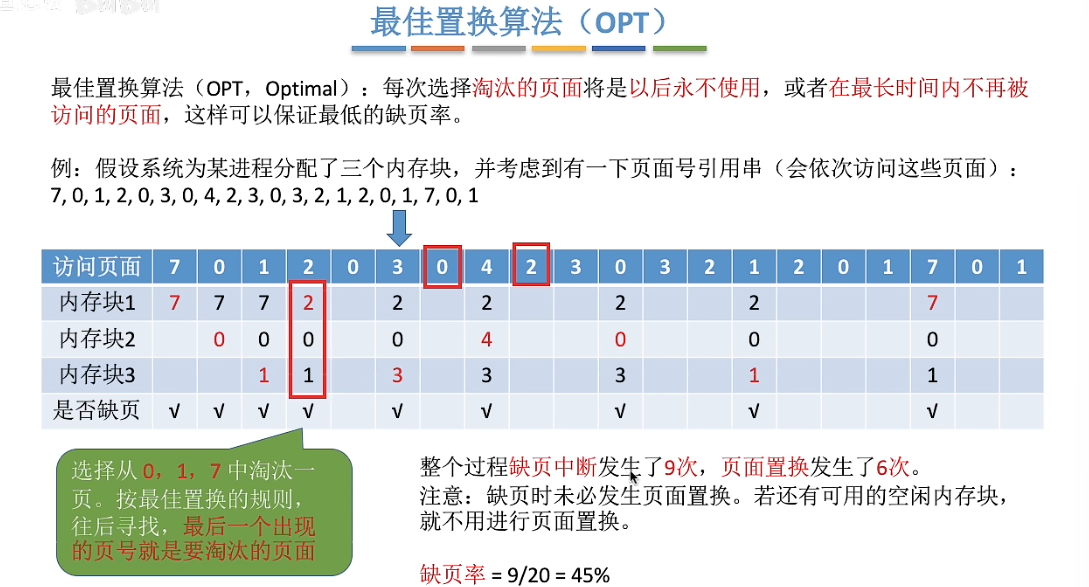 最佳置换算法（OPT）
最佳置换算法（OPT，Optimal）：每次选择淘汰的页面将是以后永不使用，或者在最长时间内不再被
访问的页面，这样可以保证最低的缺页率。
例：假设系统为某进程分配了三个内存块，并考虑到有一下页面号引用串（会依次访问这些页面）：
7, 0, 1, 2, 0, 3, 0, 4, 2, 3, 0, 3, 2, 1, 2, 0, 1, 7, 0, 1
访问页面 7 0 1 2 0 3 0 4 2 3 0 3 2 1 2 0 1 7 0 1
内存块1 7 7 7 2 2 2 2 2 7
内存块2 0 0 0 0 4 0 0 0
内存块3 1 1 3 3 3 1 1
是否缺页 √ √ √ √ √ √ √ √ √
选择从 0，1，7 中淘汰一
页。按最佳置换的规则，
往后寻找，最后一个出现
的页号就是要淘汰的页面
整个过程缺页中断发生了9次，页面置换发生了6次。
注意：缺页时未必发生页面置换。若还有可用的空闲内存块，
就不用进行页面置换。
缺页率 = 9/20 = 45%